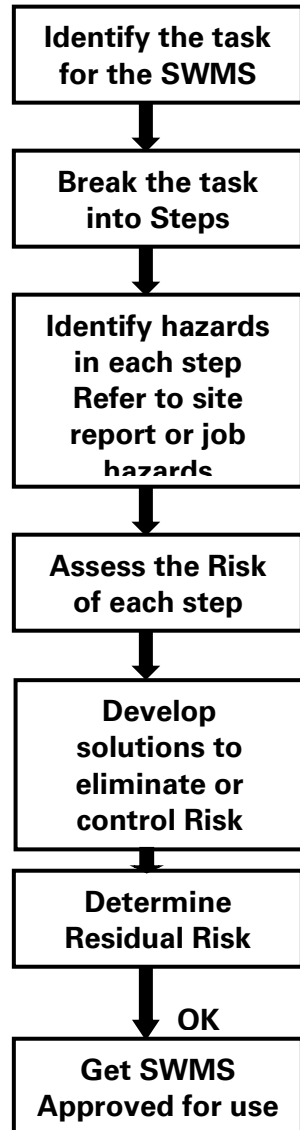 Identify the task
for the SWMS
Break the task
into Steps
Identify hazards
in each step
Refer to site
report or job
hazards
Assess the Risk
of each step
Develop
solutions to
eliminate or
control Risk
Determine
Residual Risk
OK
Get SWMS
Approved for use